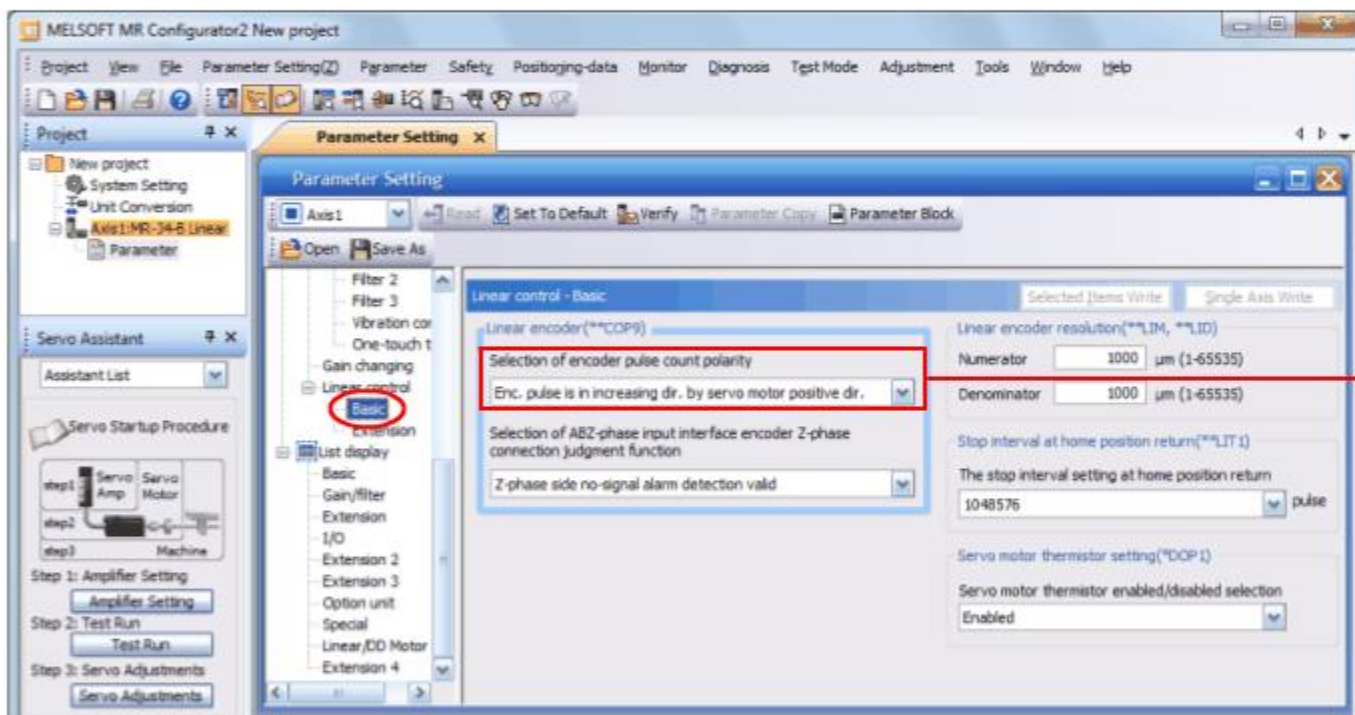 MELSOFT MR Configurator2 New project
Project View File Parameter Setting(Z) Parameter Safety Positioning-data Monitor Diagnosis Test Mode Adjustment Tools Window Help
Project
New project
System Setting
Unit Conversion
Axis1:MR-J4-B Linear
Parameter
Servo Assistant
Assistant List
Servo Startup Procedure
step1
Servo Amp
Servo Motor
step2
step3
Machine
Step 1: Amplifier Setting
Amplifier Setting
Step 2: Test Run
Test Run
Step 3: Servo Adjustments
Servo Adjustments
Parameter Setting
Parameter Setting
Axis1 Read Set To Default Verify Parameter Copy Parameter Block
Open Save As
Filter 2
Filter 3
Vibration cor
One-touch t
Gain changing
Linear control
Basic
Extension
List display
Basic
Gain/filter
Extension
I/O
Extension 2
Extension 3
Option unit
Special
Linear/DD Motor
Extension 4
Linear control - Basic
Selected Items Write Single Axis Write
Linear encoder(**COP9)
Selection of encoder pulse count polarity
Enc. pulse is in increasing dir. by servo motor positive dir.
Selection of ABZ-phase input interface encoder Z-phase
connection judgment function
Z-phase side no-signal alarm detection valid
Linear encoder resolution(**LIM, **LID)
Numerator 1000 µm (1-65535)
Denominator 1000 µm (1-65535)
Stop interval at home position return(**LIT1)
The stop interval setting at home position return
1048576 pulse
Servo motor thermistor setting(*DOP1)
Servo motor thermistor enabled/disabled selection
Enabled